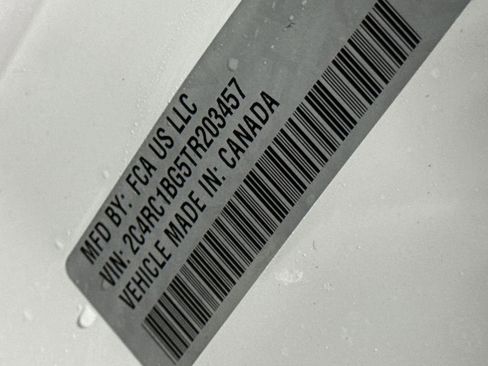 MFD BY: FCA US LLC
VIN: 2C4RC1BG5TR203457
VEHICLE MADE IN: CANADA